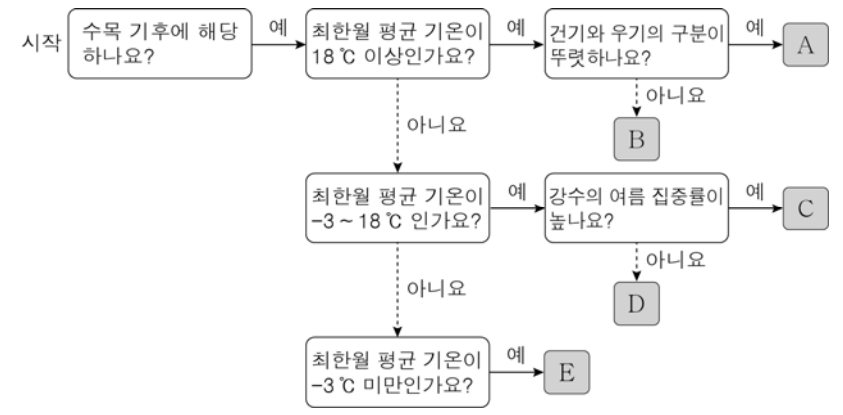 시작
수목 기후에 해당
하나요?
예
최한월 평균 기온이
18℃ 이상인가요?
예
건기와 우기의 구분이
뚜렷하나요?
예
A
아니요
B
아니요
최한월 평균 기온이
-3 ~ 18℃ 인가요?
예
강수의 여름 집중률이
높나요?
예
C
아니요
D
아니요
최한월 평균 기온이
-3℃ 미만인가요?
예
E